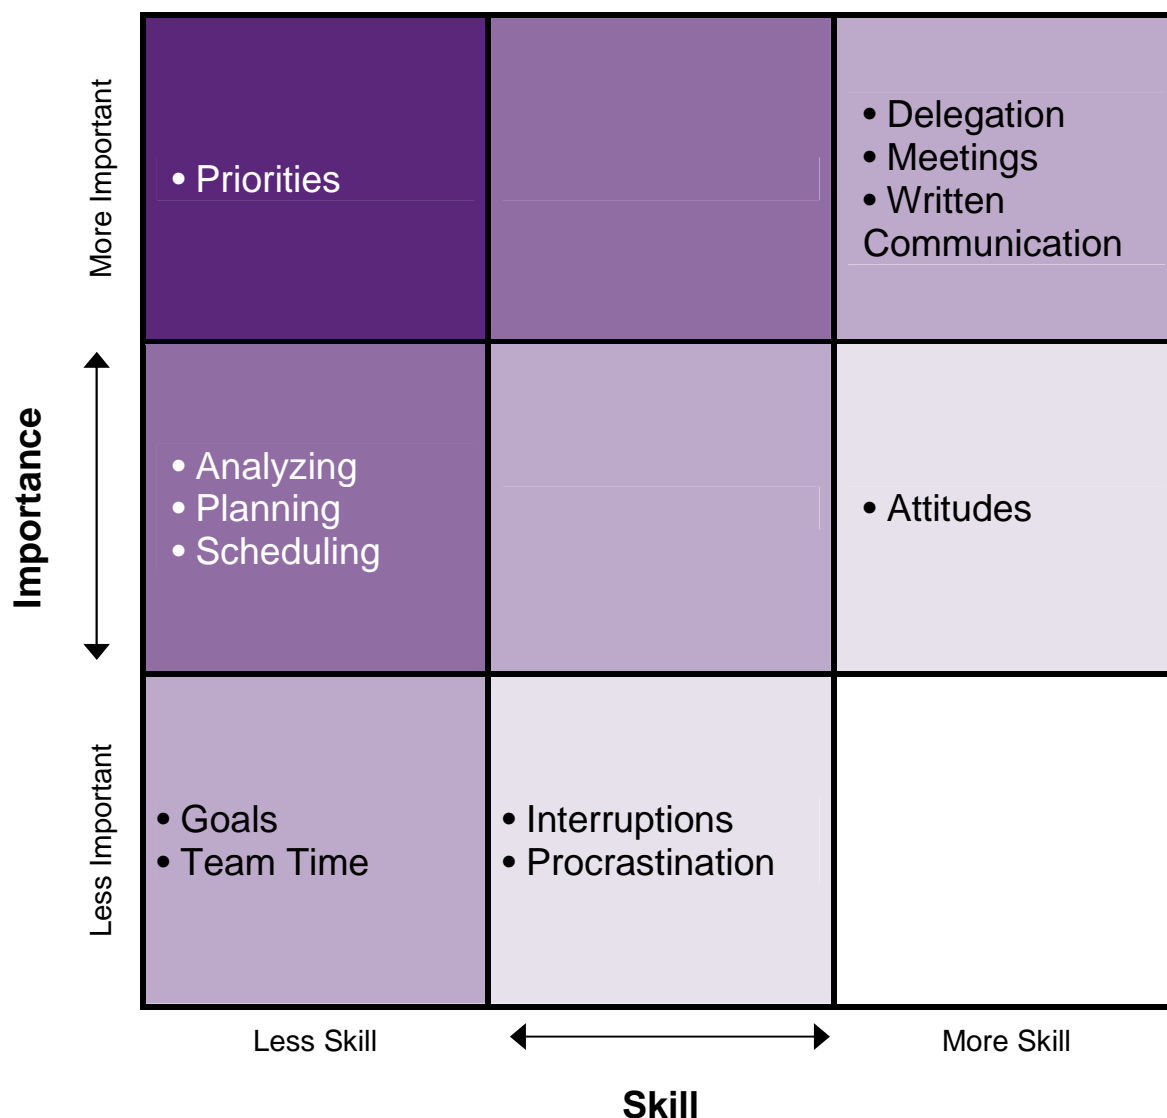 More Important
• Priorities
• Delegation
• Meetings
• Written
Communication
Importance
• Analyzing
• Planning
• Scheduling
• Attitudes
Less Important
• Goals
• Team Time
• Interruptions
• Procrastination
Less Skill
More Skill
Skill